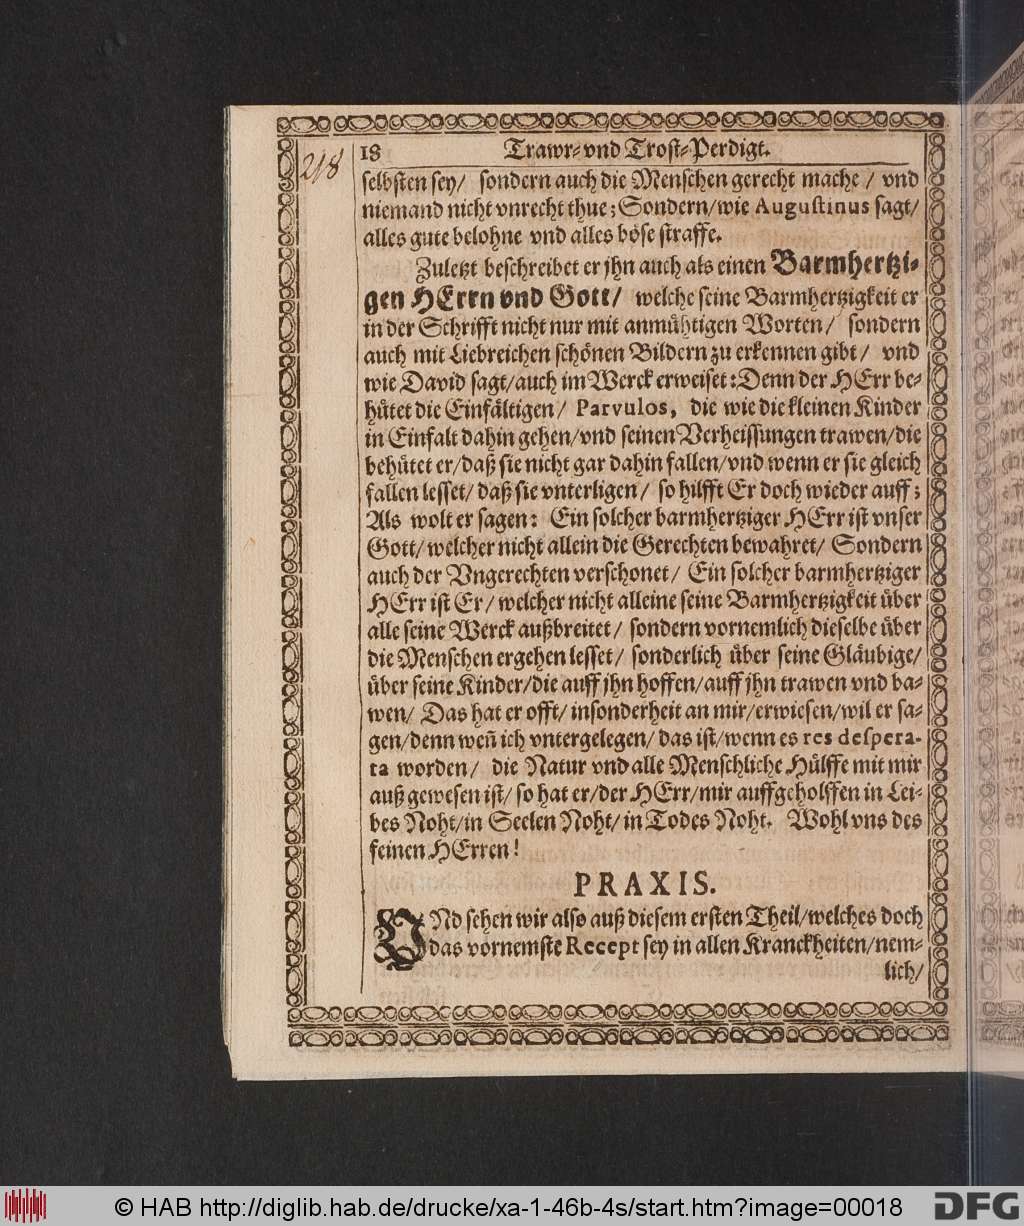 218
18 Trawr- vnd Trost-Perdigt.
selbsten sey/ sondern auch die Menschen gerecht mache / vnd
niemand nicht vnrecht thue; Sondern/wie Augustinus sagt/
alles gute belohne vnd alles böse straffe.
Zuletzt beschreibet er jhn auch als einen Barmhertzi-
gen HErrn vnd Gott/ welche seine Barmhertzigkeit er
in der Schrifft nicht nur mit anmühtigen Worten/ sondern
auch mit Liebreichen schönen Bildern zu erkennen gibt/ vnd
wie David sagt/auch im Werck erweiset: Denn der HErr be-
hütet die Einfältigen/ Parvulos, die wie die kleinen Kinder
in Einfalt dahin gehen/vnd seinen Verheissungen trawen/die
behütet er/daß sie nicht gar dahin fallen/vnd wenn er sie gleich
fallen lesset/ daß sie vnterligen/ so hilfft Er doch wieder auff;
Als wolt er sagen: Ein solcher barmhertziger HErr ist vnser
Gott/ welcher nicht allein die Gerechten bewahret/ Sondern
auch der Vngerechten verschonet/ Ein solcher barmhertziger
HErr ist Er/ welcher nicht alleine seine Barmhertzigkeit über
alle seine Werck außbreitet/ sondern vornemlich dieselbe über
die Menschen ergehen lesset/ sonderlich über seine Gläubige/
über seine Kinder/die auff jhn hoffen/auff jhn trawen vnd ba-
wen/ Das hat er offt/ insonderheit an mir/erwiesen/wil er sa-
gen/denn weñ ich vntergelegen/ das ist/wenn es res despera-
ta worden/ die Natur vnd alle Menschliche Hülffe mit mir
auß gewesen ist/ so hat er/der HErr/mir auffgeholffen in Lei-
bes Noht/in Seelen Noht/in Todes Noht. Wohl vns des
feinen HErren!
PRAXIS.
VNd sehen wir also auß diesem ersten Theil/welches doch
das vornemste Recept sey in allen Kranckheiten/nem-
lich/
© HAB http://diglib.hab.de/drucke/xa-1-46b-4s/start.htm?image=00018 DFG